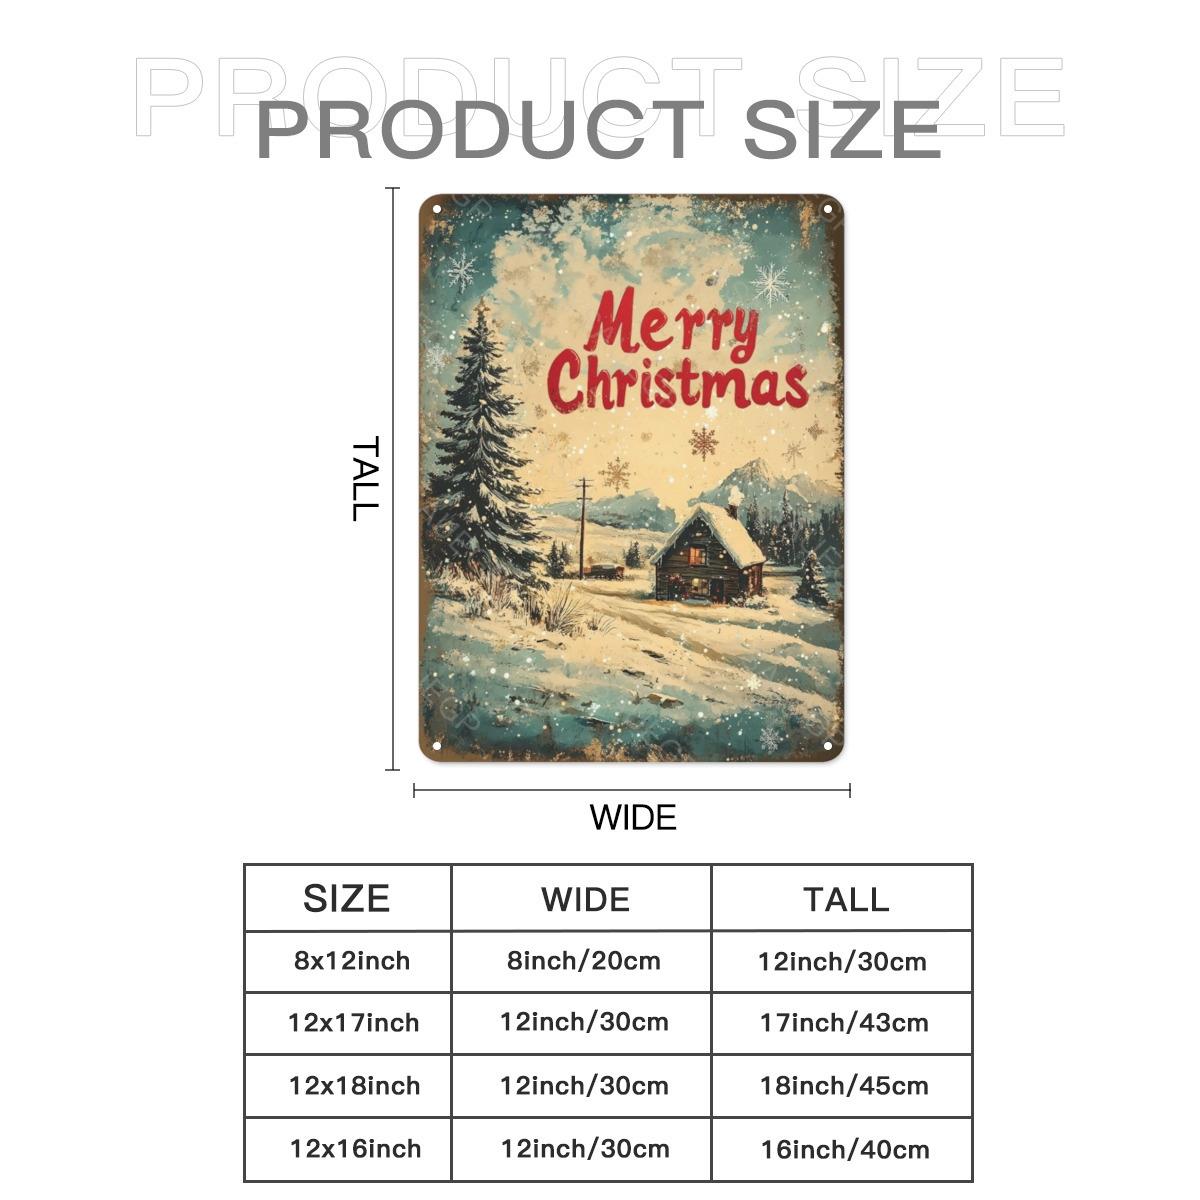 PRODUCT SIZE
PRODUCT SIZE
Merry
Christmas
TALL
WIDE
SIZE WIDE TALL
8x12inch 8inch/20cm 12inch/30cm
12x17inch 12inch/30cm 17inch/43cm
12x18inch 12inch/30cm 18inch/45cm
12x16inch 12inch/30cm 16inch/40cm